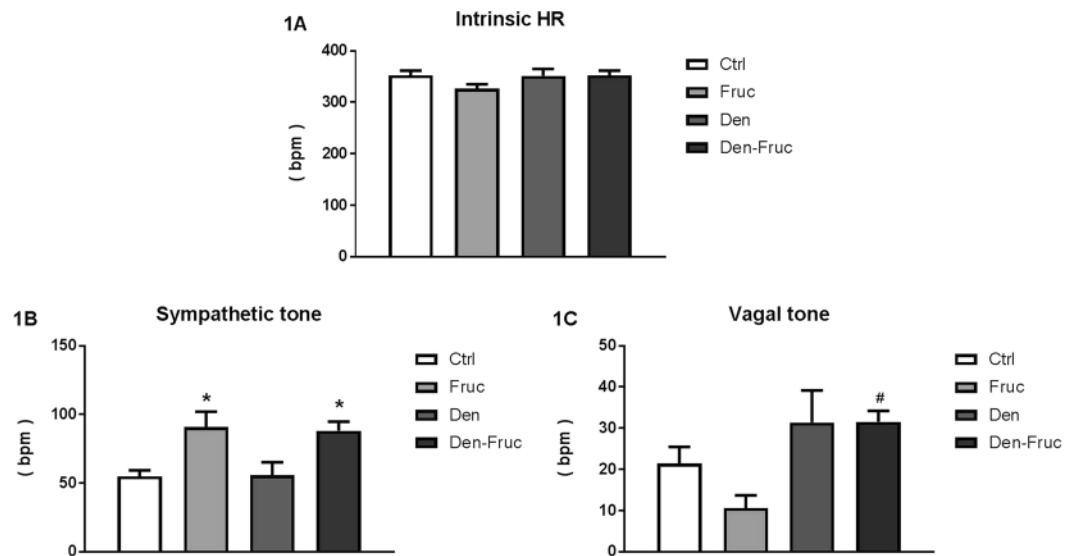 1A
Intrinsic HR
400
300
200
100
0
( bpm )
Ctrl
Fruc
Den
Den-Fruc
1B
Sympathetic tone
150
100
50
0
( bpm )
*
*
Ctrl
Fruc
Den
Den-Fruc
1C
Vagal tone
50
40
30
20
10
0
( bpm )
#
Ctrl
Fruc
Den
Den-Fruc